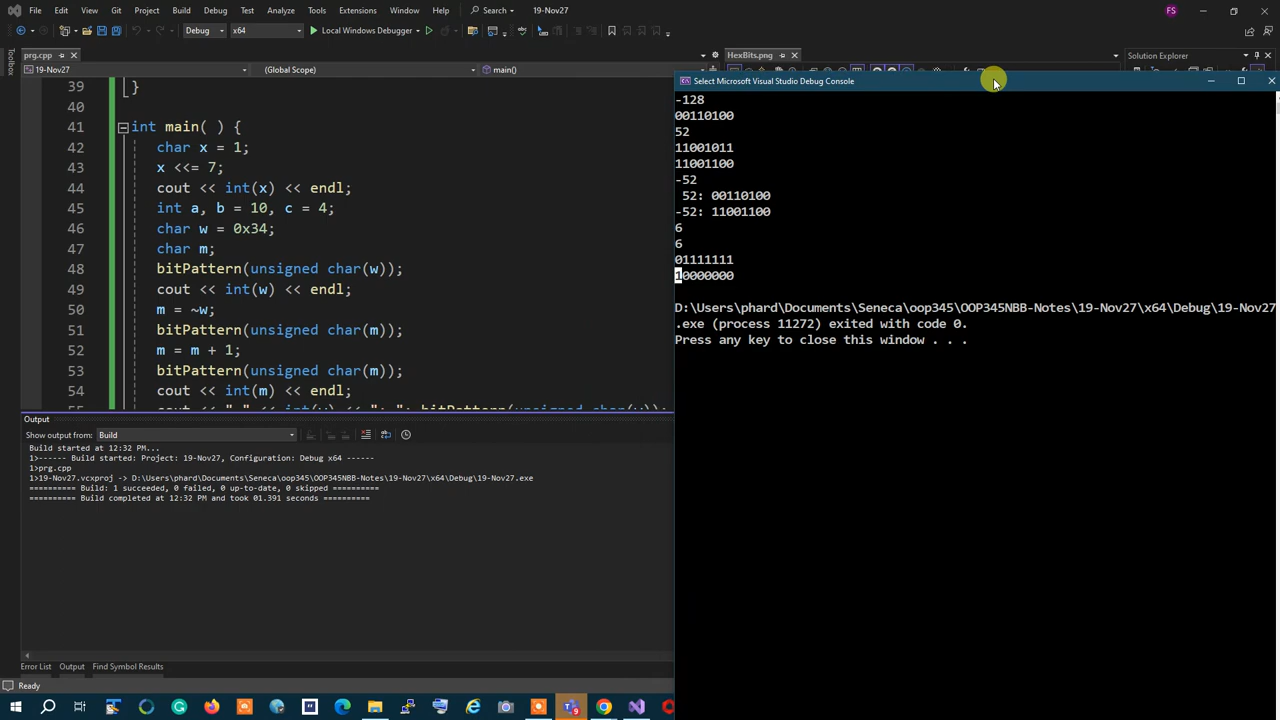 File Edit View Git Project Build Debug Test Analyze Tools Extensions Window Help Search 19-Nov27 FS
Debug x64 Local Windows Debugger
prg.cpp HexBits.png Solution Explorer
Toolbox
19-Nov27 (Global Scope) main()
39 }
40
41 int main( ) {
42 char x = 1;
43 x <<= 7;
44 cout << int(x) << endl;
45 int a, b = 10, c = 4;
46 char w = 0x34;
47 char m;
48 bitPattern(unsigned char(w));
49 cout << int(w) << endl;
50 m = ~w;
51 bitPattern(unsigned char(m));
52 m = m + 1;
53 bitPattern(unsigned char(m));
54 cout << int(m) << endl;
Select Microsoft Visual Studio Debug Console
-128
00110100
52
11001011
11001100
-52
52: 00110100
-52: 11001100
6
6
01111111
10000000
D:\Users\phard\Documents\Seneca\oop345\OOP345NBB-Notes\19-Nov27\x64\Debug\19-Nov27
.exe (process 11272) exited with code 0.
Press any key to close this window . . .
Output
Show output from: Build
Build started at 12:32 PM...
1>------ Build started: Project: 19-Nov27, Configuration: Debug x64 ------
1>prg.cpp
1>19-Nov27.vcxproj -> D:\Users\phard\Documents\Seneca\oop345\OOP345NBB-Notes\19-Nov27\x64\Debug\19-Nov27.exe
========== Build: 1 succeeded, 0 failed, 0 up-to-date, 0 skipped ==========
========== Build completed at 12:32 PM and took 01.391 seconds ==========
Error List Output Find Symbol Results
Ready